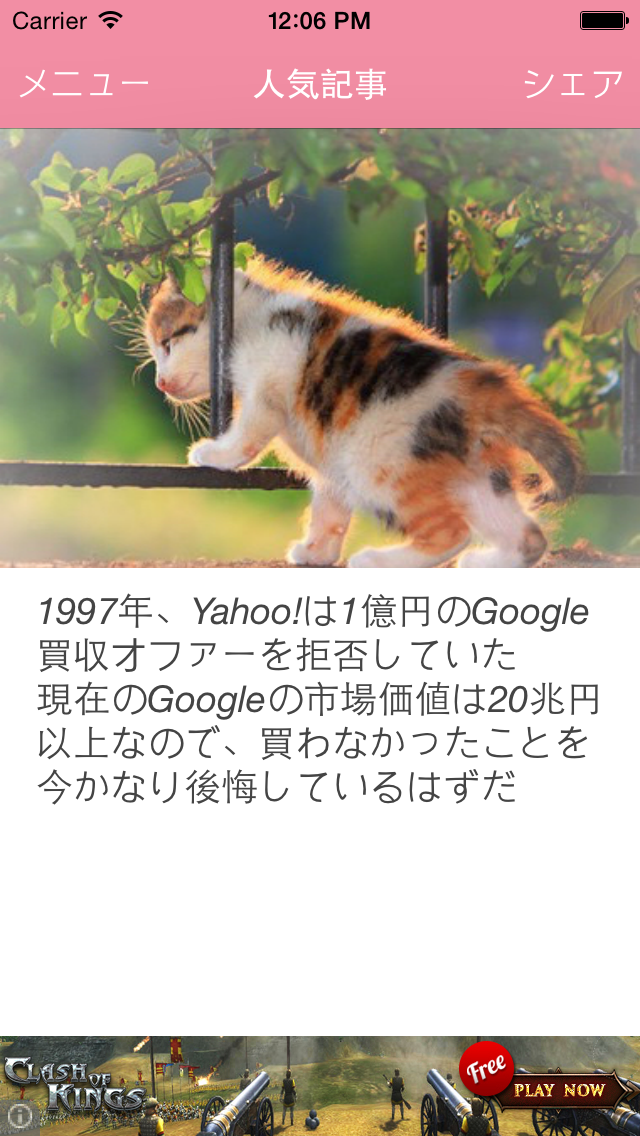 Carrier 12:06 PM
メニュー 人気記事 シェア
1997年、Yahoo!は1億円のGoogle
買収オファーを拒否していた
現在のGoogleの市場価値は20兆円
以上なので、買わなかったことを
今かなり後悔しているはずだ
CLASH OF KINGS
Free
PLAY NOW